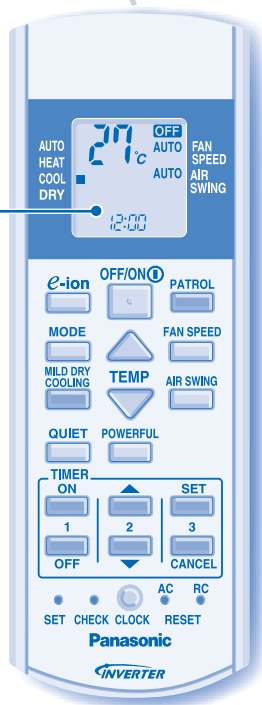 27°C OFF
AUTO AUTO FAN
HEAT SPEED
COOL AUTO AIR
DRY SWING
12:00
e-ion OFF/ON PATROL
MODE FAN SPEED
MILD DRY
COOLING TEMP AIR SWING
QUIET POWERFUL
TIMER
ON SET
1 2 3
OFF CANCEL
AC RC
SET CHECK CLOCK RESET
Panasonic
INVERTER